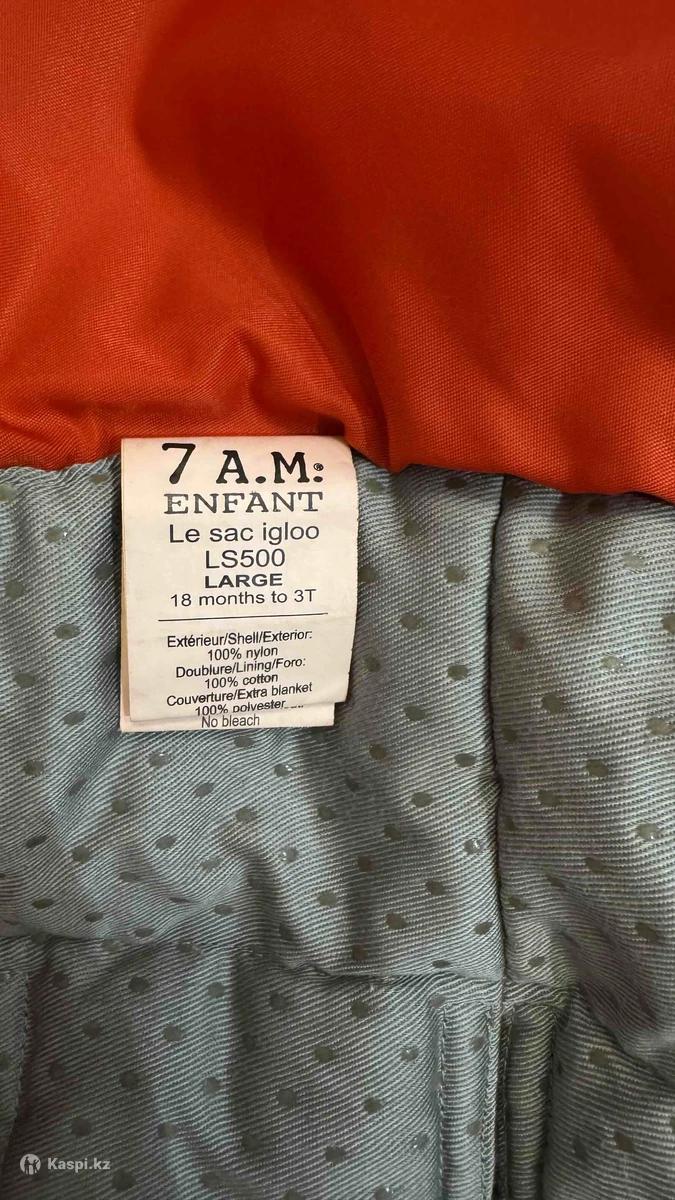 7 A.M.®
ENFANT
Le sac igloo
LS500
LARGE
18 months to 3T
Extérieur/Shell/Exterior:
100% nylon
Doublure/Lining/Foro:
100% cotton
Couverture/Extra blanket
100% polyester
No bleach
Kaspi.kz